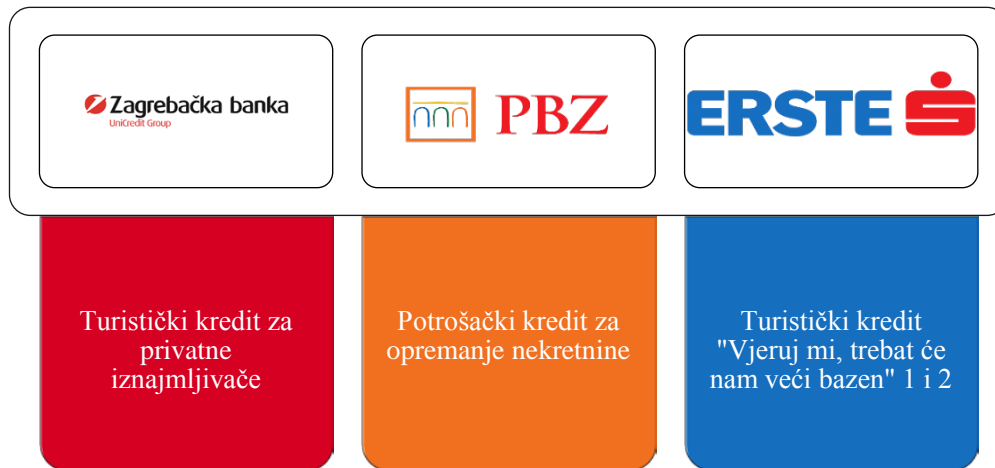 Zagrebačka banka
UniCredit Group
PBZ
ERSTE
Turistički kredit za
privatne
iznajmljivače
Potrošački kredit za
opremanje nekretnine
Turistički kredit
"Vjeruj mi, trebat će
nam veći bazen" 1 i 2